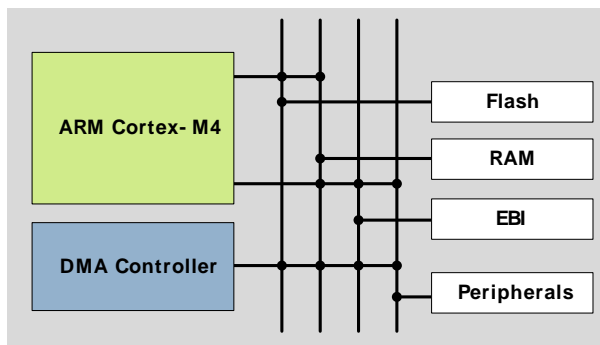 ARM Cortex- M4
DMA Controller
Flash
RAM
EBI
Peripherals